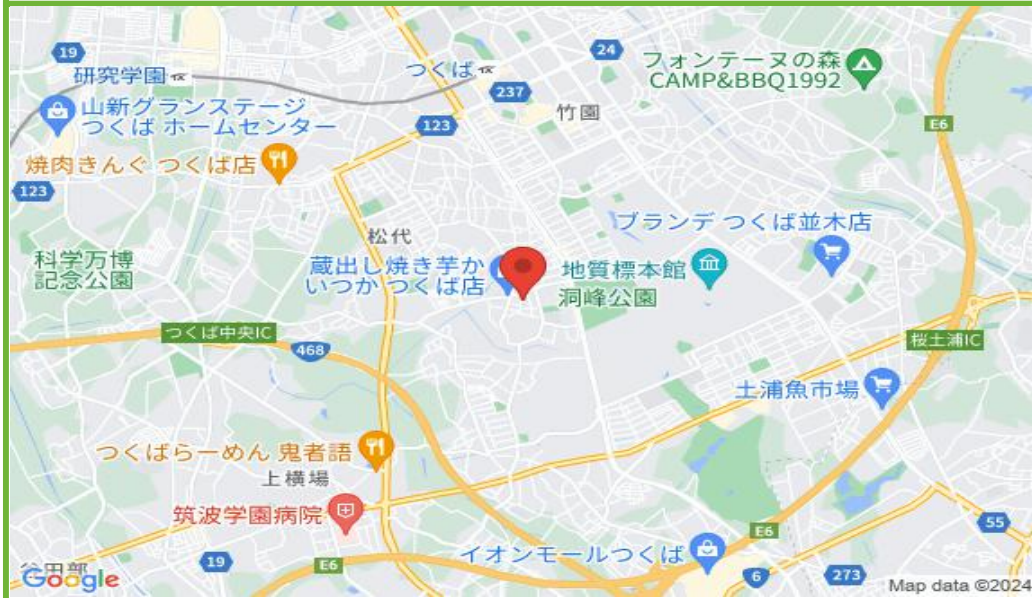 19
24
フォンテーヌの森
CAMP&BBQ1992
研究学園
つくば
237
山新グランステージ
つくば ホームセンター
竹園
123
E6
焼肉きんぐ つくば店
123
ブランデ つくば並木店
松代
科学万博
記念公園
蔵出し焼き芋か
いつか つくば店
地質標本館
洞峰公園
つくば中央IC
468
桜土浦IC
土浦魚市場
つくばらーめん 鬼者語
上横場
筑波学園病院
55
E6
イオンモールつくば
19
E6
6
273
田部
Google
Map data ©2024